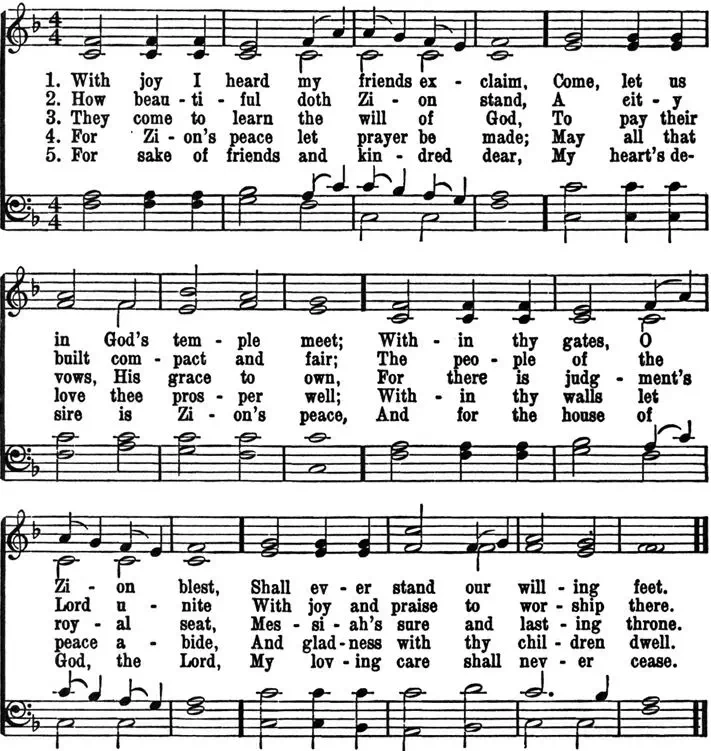 4 4
1. With joy I heard my friends ex - claim, Come, let us
2. How beau - ti - ful doth Zi - on stand, A eit - y
3. They come to learn the will of God, To pay their
4. For Zi - on's peace let prayer be made; May all that
5. For sake of friends and kin - dred dear, My heart's de-
4 4
in God's tem - ple meet; With - in thy gates, O
built com - pact and fair; The peo - ple of the
vows, His grace to own, For there is judg - ment's
love thee pros - per well; With - in thy walls let
sire is Zi - on's peace, And for the house of
Zi - on blest, Shall ev - er stand our will - ing feet.
Lord u - nite With joy and praise to wor - ship there.
roy - al seat, Mes - si - ah's sure and last - ing throne.
peace a - bide, And glad - ness with thy chil - dren dwell.
God, the Lord, My lov - ing care shall nev - er cease.